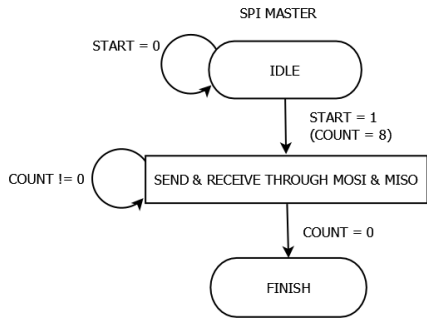 SPI MASTER
START = 0
IDLE
START = 1
(COUNT = 8)
COUNT != 0
SEND & RECEIVE THROUGH MOSI & MISO
COUNT = 0
FINISH